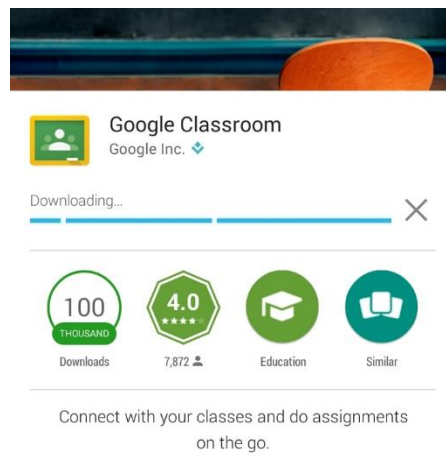 Google Classroom
Google Inc.
Downloading...
100
THOUSAND
4.0
Downloads
7,872
Education
Similar
Connect with your classes and do assignments
on the go.